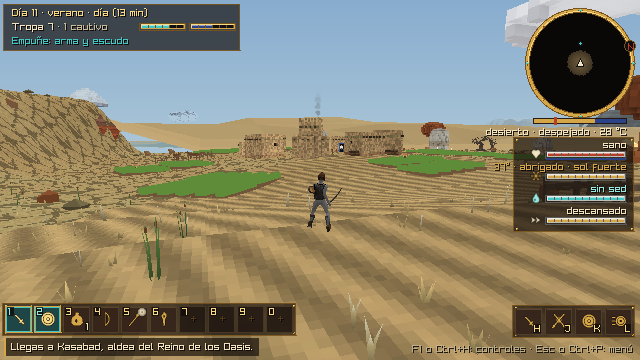 Día 11 · verano · día (13 min)
Tropa 7 · 1 cautivo
Empuñe: arma y escudo
N
desierto · despejado · 28 °C
sano
37° · abrigado · sol fuerte
sin sed
descansado
1 2 3 4 5 6 7 8 9 0
1
H J K L
Llegas a Kasabad, aldea del Reino de los Oasis.
F1 o Ctrl+H: controles · Esc o Ctrl+P: menú